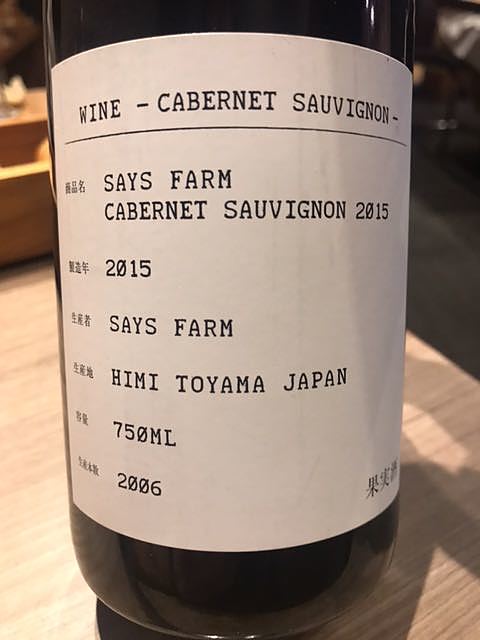 WINE -CABERNET SAUVIGNON-
商品名 SAYS FARM
CABERNET SAUVIGNON 2015
製造年 2015
生産者 SAYS FARM
生産地 HIMI TOYAMA JAPAN
容量 750ML
生産本数 2006
果実酒